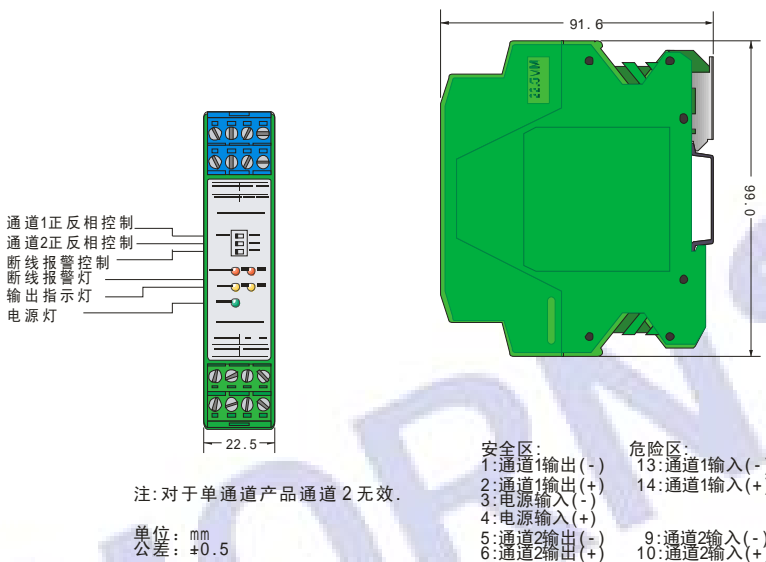 91.6
22.5VM
99.0
通道1正反相控制
通道2正反相控制
断线报警控制
断线报警灯
输出指示灯
电源灯
22.5
注:对于单通道产品通道2无效.
单位: mm
公差: ±0.5
安全区:
1:通道1输出(-)
2:通道1输出(+)
3:电源输入(-)
4:电源输入(+)
5:通道2输出(-)
6:通道2输出(+)
危险区:
13:通道1输入(-)
14:通道1输入(+)
9:通道2输入(-)
10:通道2输入(+)